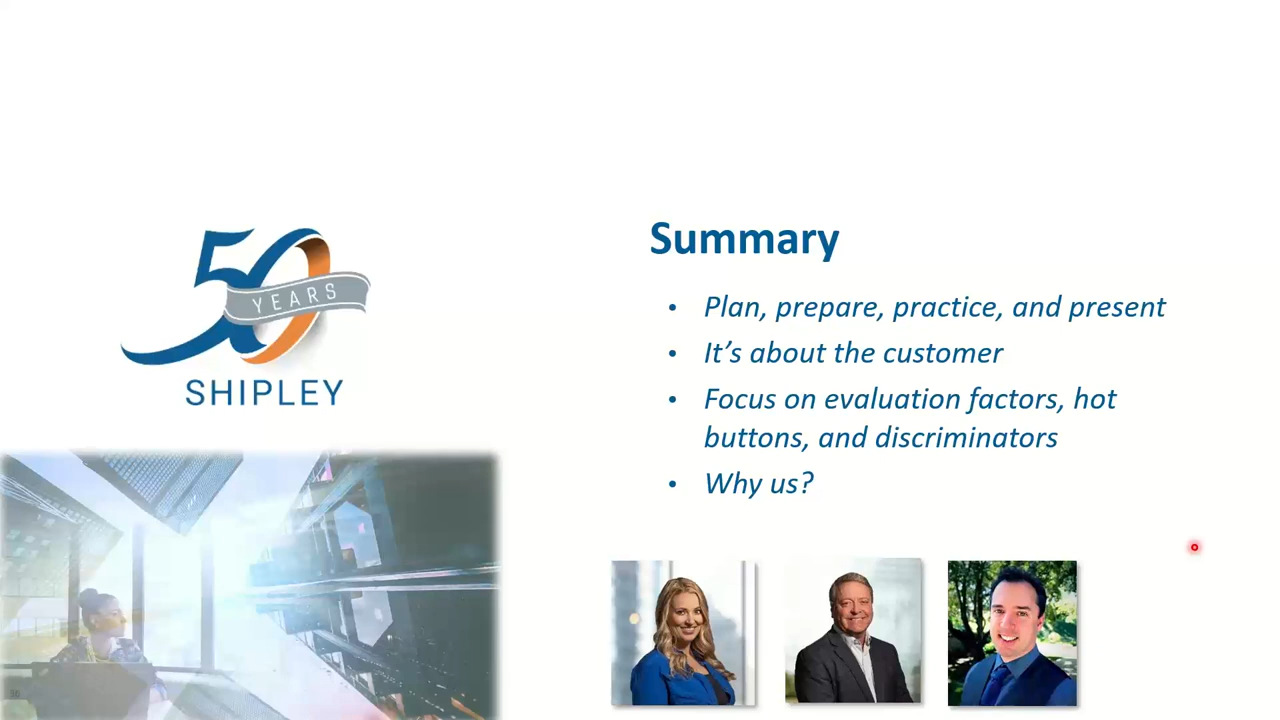 50
YEARS
SHIPLEY
Summary
• Plan, prepare, practice, and present
• It's about the customer
• Focus on evaluation factors, hot
buttons, and discriminators
• Why us?